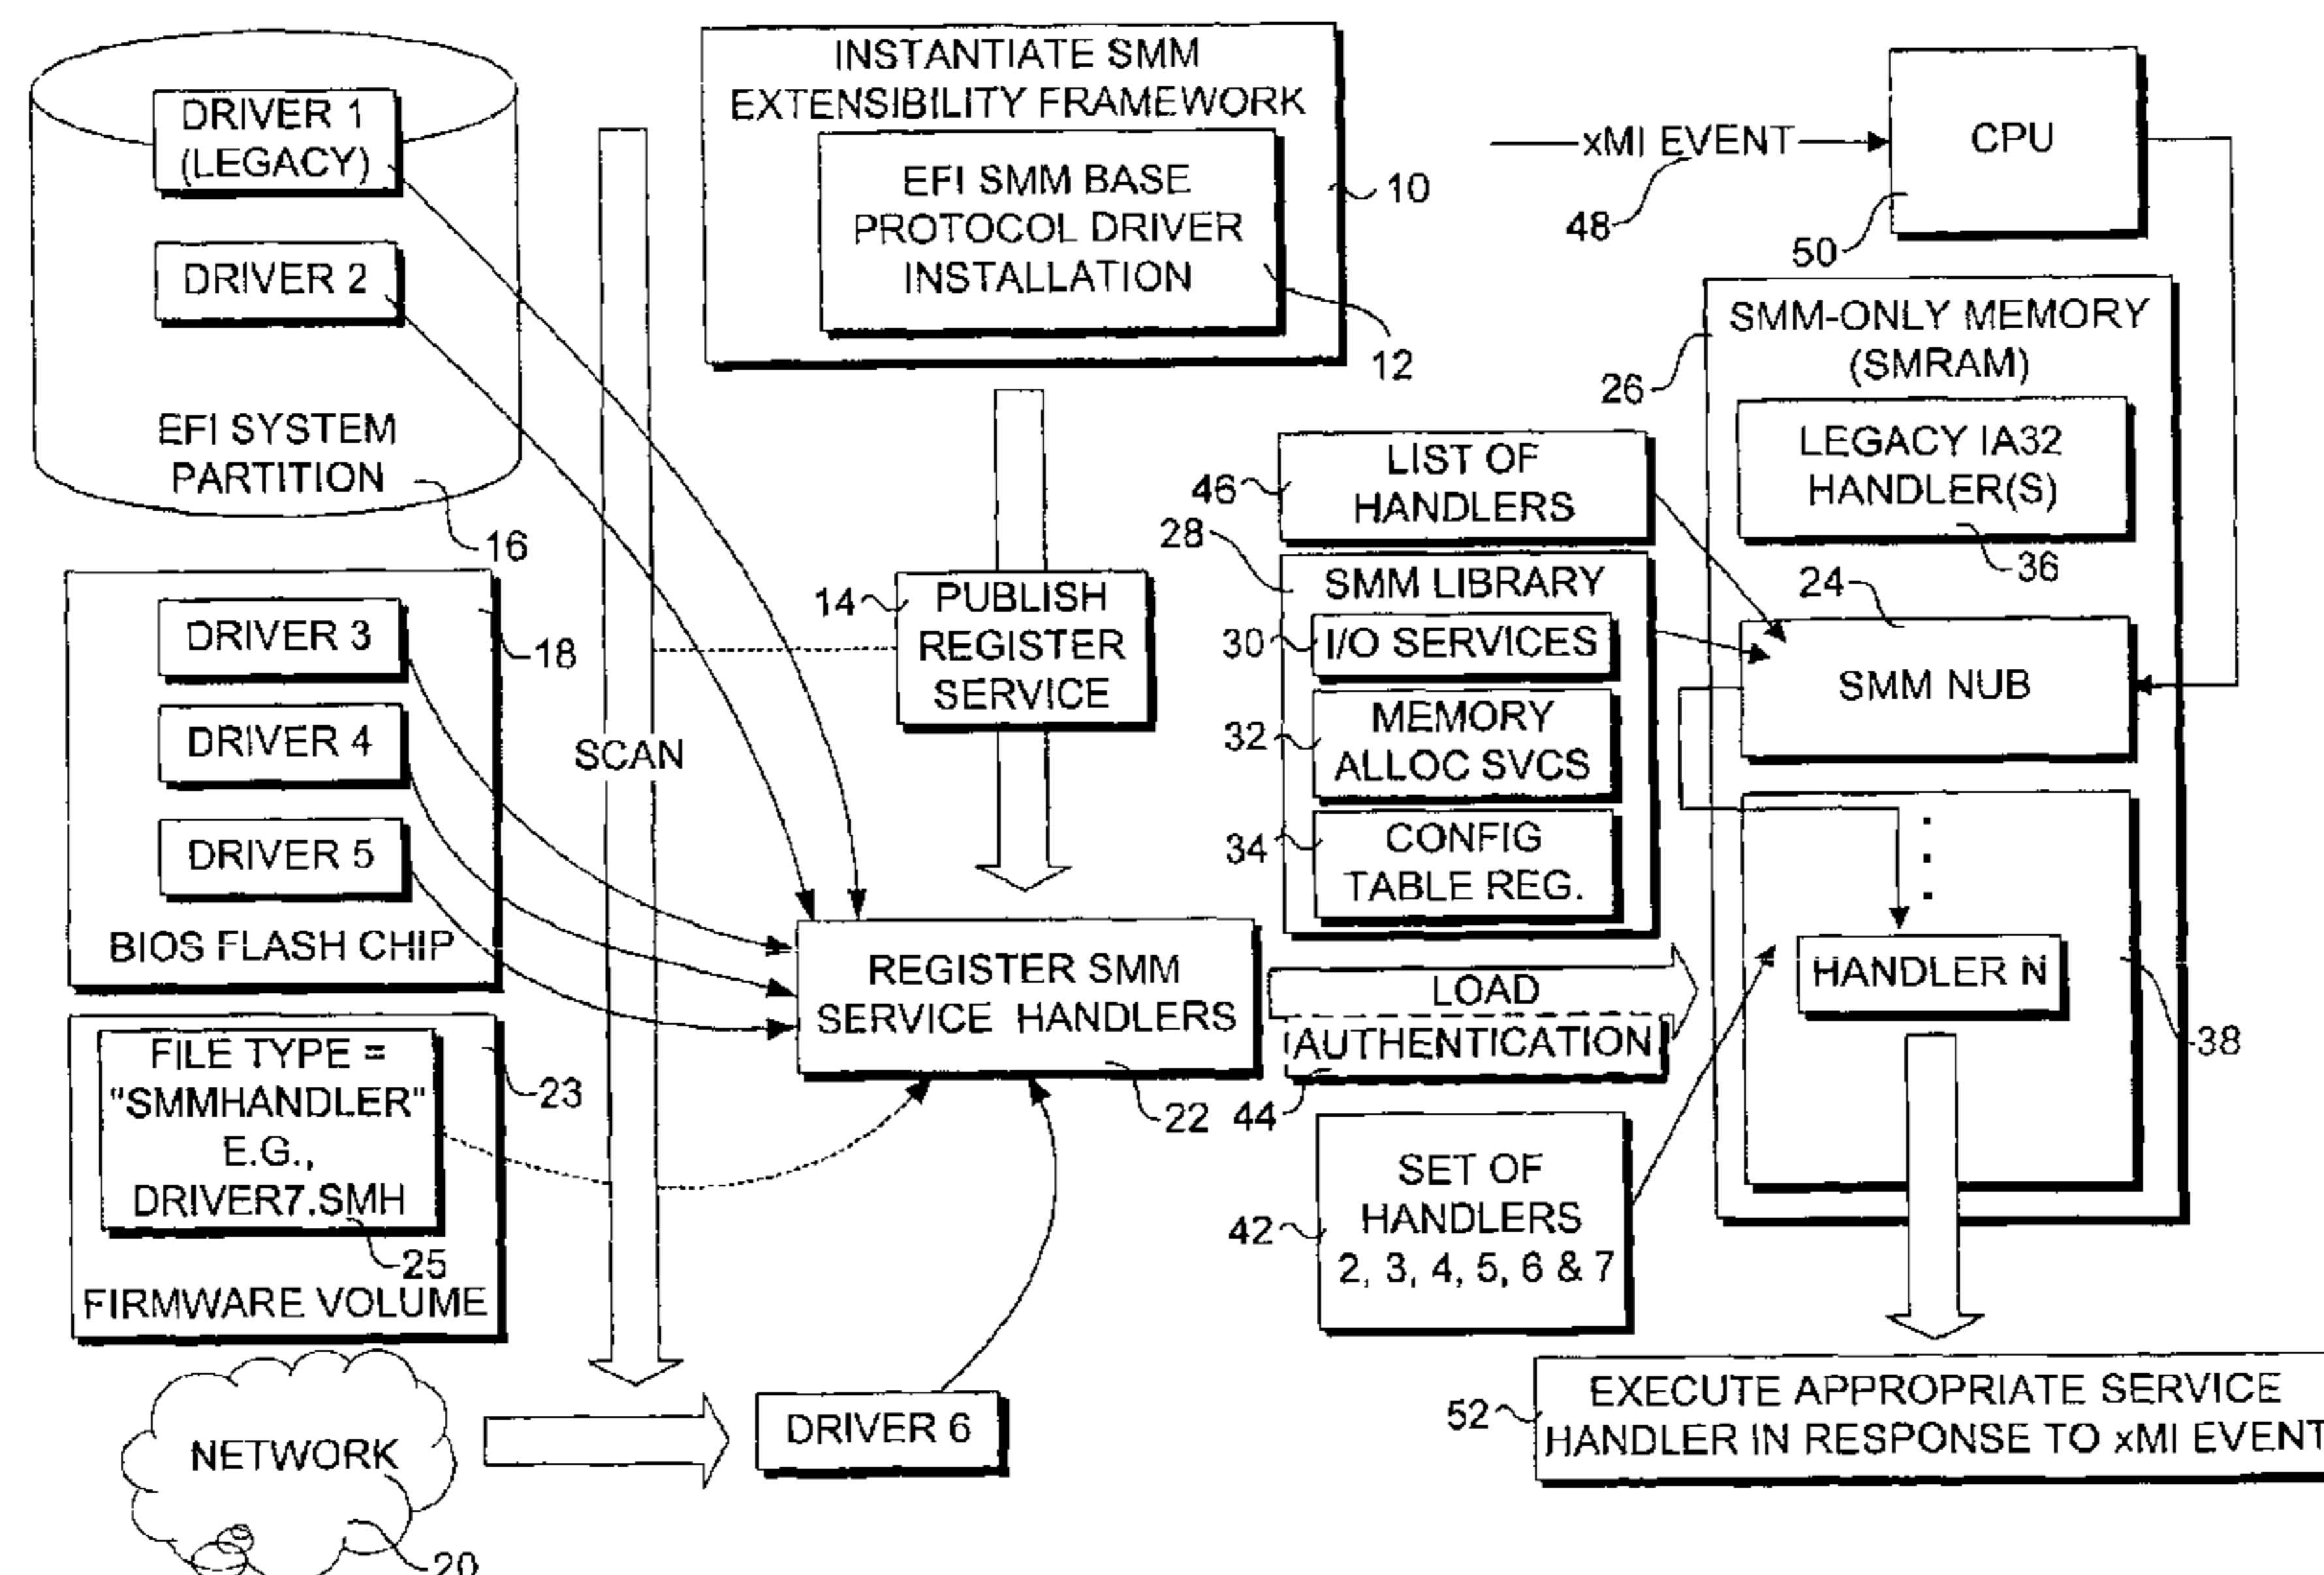 DRIVER 1
(LEGACY)
DRIVER 2
EFI SYSTEM
PARTITION
16
DRIVER 3
DRIVER 4
DRIVER 5
18
BIOS FLASH CHIP
FILE TYPE =
"SMMHANDLER"
E.G.,
DRIVER7.SMH
23
25
FIRMWARE VOLUME
NETWORK
20
SCAN
INSTANTIATE SMM
EXTENSIBILITY FRAMEWORK
EFI SMM BASE
PROTOCOL DRIVER
INSTALLATION
10
12
14
PUBLISH
REGISTER
SERVICE
REGISTER SMM
SERVICE HANDLERS
22
DRIVER 6
xMI EVENT
48
CPU
50
46
LIST OF
HANDLERS
28
SMM LIBRARY
30
I/O SERVICES
32
MEMORY
ALLOC SVCS
34
CONFIG
TABLE REG.
LOAD
AUTHENTICATION
44
42
SET OF
HANDLERS
2, 3, 4, 5, 6 & 7
26
SMM-ONLY MEMORY
(SMRAM)
LEGACY IA32
HANDLER(S)
36
24
SMM NUB
HANDLER N
38
52
EXECUTE APPROPRIATE SERVICE
HANDLER IN RESPONSE TO xMI EVENT